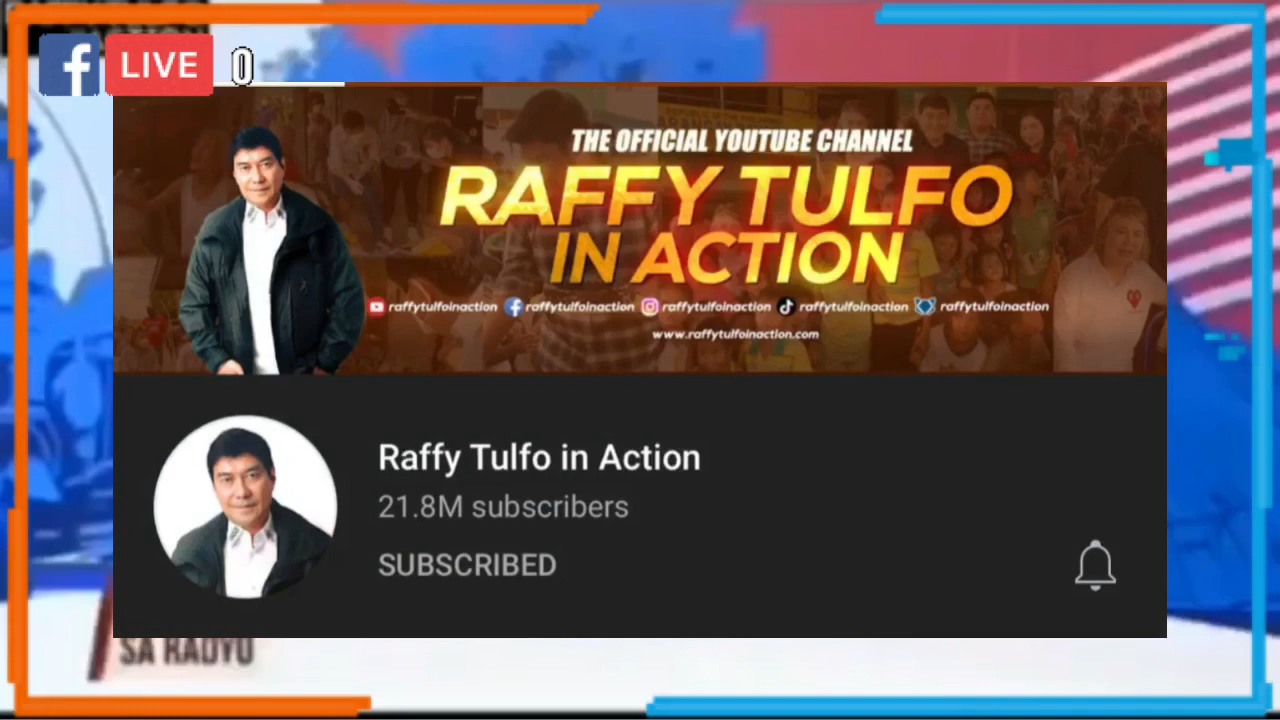 LIVE 0
THE OFFICIAL YOUTUBE CHANNEL
RAFFY TULFO
IN ACTION
raffytulfoinaction raffytulfoinaction raffytulfoinaction raffytulfoinaction raffytulfoinaction
www.raffytulfoinaction.com
Raffy Tulfo in Action
21.8M subscribers
SUBSCRIBED
SA RADYO